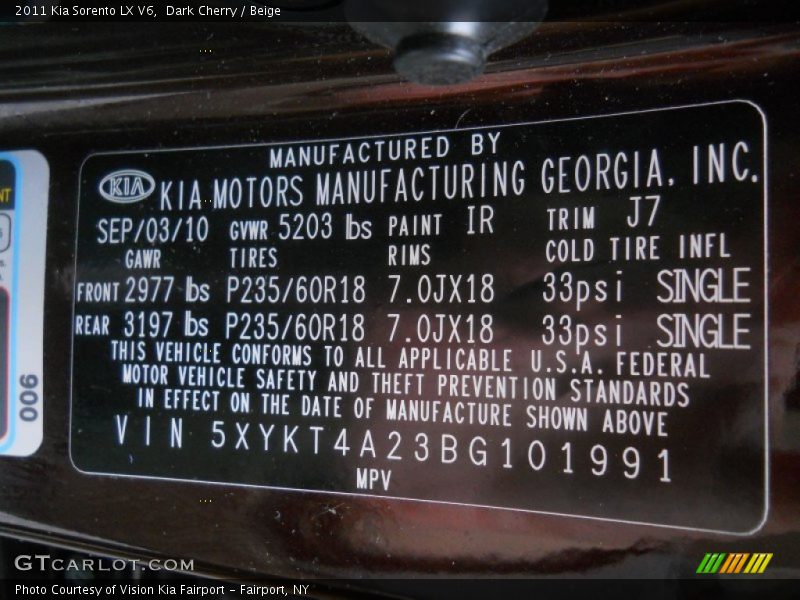 2011 Kia Sorento LX V6,  Dark Cherry / Beige
MANUFACTURED BY
KIA KIA MOTORS MANUFACTURING GEORGIA, INC.
SEP/03/10 GVWR 5203 lbs PAINT IR TRIM J7
GAWR TIRES RIMS COLD TIRE INFL
FRONT 2977 lbs P235/60R18 7.0JX18 33psi SINGLE
REAR 3197 lbs P235/60R18 7.0JX18 33psi SINGLE
THIS VEHICLE CONFORMS TO ALL APPLICABLE U.S.A. FEDERAL
MOTOR VEHICLE SAFETY AND THEFT PREVENTION STANDARDS
IN EFFECT ON THE DATE OF MANUFACTURE SHOWN ABOVE
VIN 5XYKT4A23BG101991
MPV
006
GTCARLOT.COM
Photo Courtesy of Vision Kia Fairport - Fairport, NY